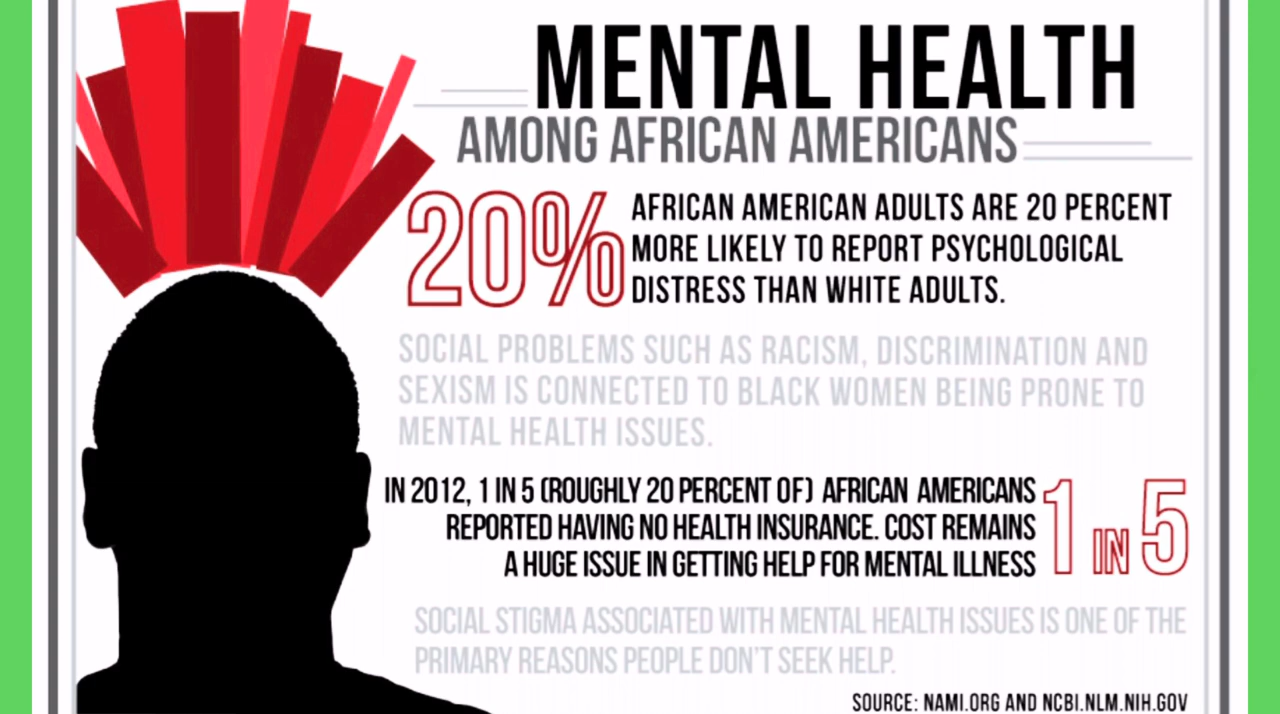 MENTAL HEALTH
AMONG AFRICAN AMERICANS
20%
AFRICAN AMERICAN ADULTS ARE 20 PERCENT
MORE LIKELY TO REPORT PSYCHOLOGICAL
DISTRESS THAN WHITE ADULTS.
SOCIAL PROBLEMS SUCH AS RACISM, DISCRIMINATION AND
SEXISM IS CONNECTED TO BLACK WOMEN BEING PRONE TO
MENTAL HEALTH ISSUES.
IN 2012, 1 IN 5 (ROUGHLY 20 PERCENT OF) AFRICAN AMERICANS
REPORTED HAVING NO HEALTH INSURANCE. COST REMAINS
A HUGE ISSUE IN GETTING HELP FOR MENTAL ILLNESS
1 IN 5
SOCIAL STIGMA ASSOCIATED WITH MENTAL HEALTH ISSUES IS ONE OF THE
PRIMARY REASONS PEOPLE DON'T SEEK HELP.
SOURCE: NAMI.ORG AND NCBI.NLM.NIH.GOV